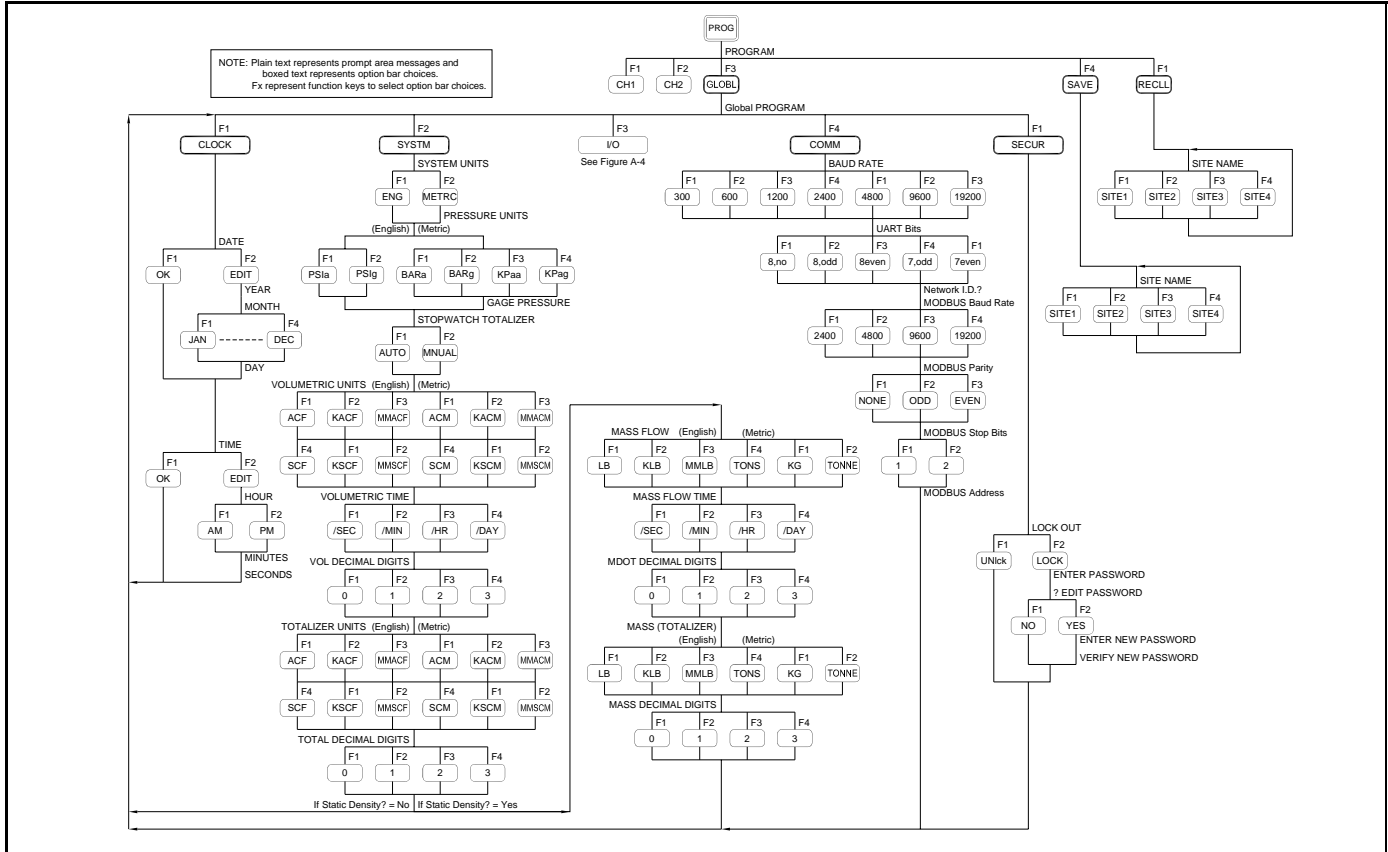 PROG
PROGRAM
NOTE: Plain text represents prompt area messages and
boxed text represents option bar choices.
Fx represent function keys to select option bar choices.
F1 F2 F3 F4 F1
CH1 CH2 GLOBL SAVE RECLL
Global PROGRAM
F1 F2 F3 F4 F1
CLOCK SYSTM I/O COMM SECUR
See Figure A-4
SYSTEM UNITS
F1 F2
ENG METRC
PRESSURE UNITS
(English) (Metric)
F1 F2 F1 F2 F3 F4
PSIa PSIg BARa BARg KPaa KPag
GAGE PRESSURE
STOPWATCH TOTALIZER
F1 F2
AUTO MNUAL
VOLUMETRIC UNITS (English) (Metric)
F1 F2 F3 F1 F2 F3
ACF KACF MMACF ACM KACM MMACM
F4 F1 F2 F4 F1 F2
SCF KSCF MMSCF SCM KSCM MMSCM
VOLUMETRIC TIME
F1 F2 F3 F4
/SEC /MIN /HR /DAY
VOL DECIMAL DIGITS
F1 F2 F3 F4
0 1 2 3
TOTALIZER UNITS (English) (Metric)
F1 F2 F3 F1 F2 F3
ACF KACF MMACF ACM KACM MMACM
F4 F1 F2 F4 F1 F2
SCF KSCF MMSCF SCM KSCM MMSCM
TOTAL DECIMAL DIGITS
F1 F2 F3 F4
0 1 2 3
If Static Density? = No If Static Density? = Yes
DATE
F1 F2
OK EDIT
YEAR
MONTH
F1 F4
JAN DEC
DAY
TIME
F1 F2
OK EDIT
HOUR
F1 F2
AM PM
MINUTES
SECONDS
MASS FLOW (English) (Metric)
F1 F2 F3 F4 F1 F2
LB KLB MMLB TONS KG TONNE
MASS FLOW TIME
F1 F2 F3 F4
/SEC /MIN /HR /DAY
MDOT DECIMAL DIGITS
F1 F2 F3 F4
0 1 2 3
MASS (TOTALIZER)
(English) (Metric)
F1 F2 F3 F4 F1 F2
LB KLB MMLB TONS KG TONNE
MASS DECIMAL DIGITS
F1 F2 F3 F4
0 1 2 3
BAUD RATE
F1 F2 F3 F4 F1 F2 F3
300 600 1200 2400 4800 9600 19200
UART Bits
F1 F2 F3 F4 F1
8,no 8,odd 8even 7,odd 7even
Network I.D.?
MODBUS Baud Rate
F1 F2 F3 F4
2400 4800 9600 19200
MODBUS Parity
F1 F2 F3
NONE ODD EVEN
MODBUS Stop Bits
F1 F2
1 2
MODBUS Address
LOCK OUT
F1 F2
UNlck LOCK
ENTER PASSWORD
? EDIT PASSWORD
F1 F2
NO YES
ENTER NEW PASSWORD
VERIFY NEW PASSWORD
SITE NAME
F1 F2 F3 F4
SITE1 SITE2 SITE3 SITE4
SITE NAME
F1 F2 F3 F4
SITE1 SITE2 SITE3 SITE4